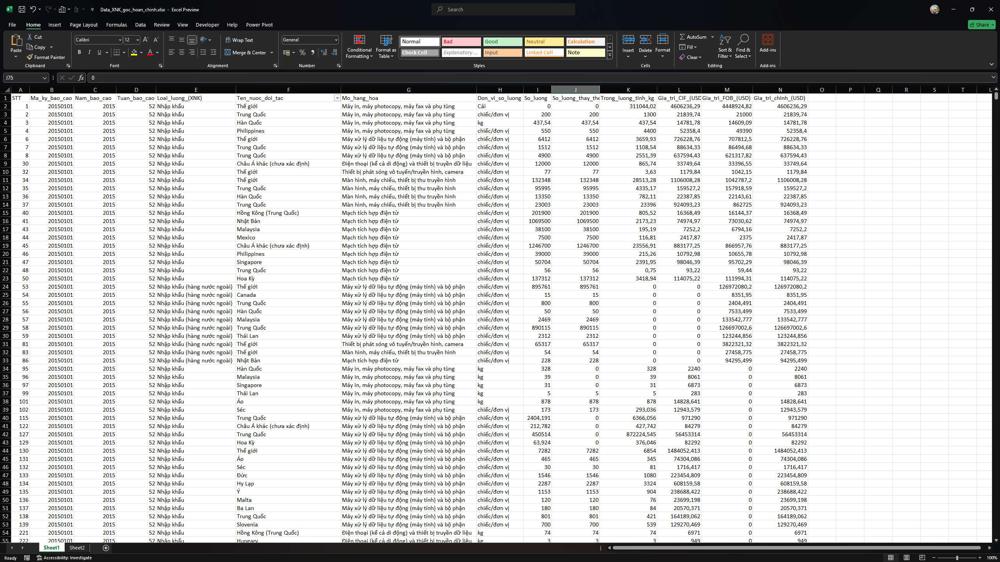 Data_XNK_goc_hoan_chinh.xlsx - Excel Preview
Search
File Home Insert Page Layout Formulas Data Review View Developer Help Power Pivot
Share
Paste
Cut
Copy
Format Painter
Clipboard
Calibri 12
B I U
Font
Wrap Text
Merge & Center
Alignment
General
Number
Conditional Formatting
Format as Table
Normal Bad Good Neutral Calculation
Check Cell Explanatory ... Input Linked Cell Note
Styles
Insert Delete Format
Cells
AutoSum
Fill
Clear
Sort & Filter
Find & Select
Editing
Add-ins
Add-ins
J75 fx 0
A B C D E F G H I J K L M N O P Q R S T U
1 STT Ma_ky_bao_cao Nam_bao_cao Tuan_bao_cao Loai_luong_(XNK) Ten_nuoc_doi_tac Mo_hang_hoa Don_vi_so_luong So_luong So_luong_thay_the Trong_luong_tinh_kg Gia_tri_CIF_(USD Gia_tri_FOB_(USD) Gia_tri_chinh_(USD)
2 1 20150101 2015 52 Nhập khẩu Thế giới Máy in, máy photocopy, máy fax và phụ tùng Cái 0 0 311044,02 4606236,29 4448924,82 4606236,29
3 2 20150101 2015 52 Nhập khẩu Trung Quốc Máy in, máy photocopy, máy fax và phụ tùng chiếc/đơn vị 200 200 1300 21839,74 21000 21839,74
4 3 20150101 2015 52 Nhập khẩu Hàn Quốc Máy in, máy photocopy, máy fax và phụ tùng kg 437,54 437,54 437,54 14781,78 14609,09 14781,78
5 4 20150101 2015 52 Nhập khẩu Philippines Máy in, máy photocopy, máy fax và phụ tùng chiếc/đơn vị 550 550 4400 52358,4 49390 52358,4
6 6 20150101 2015 52 Nhập khẩu Thế giới Máy xử lý dữ liệu tự động (máy tính) và bộ phận chiếc/đơn vị 6412 6412 3659,93 726228,76 707812,5 726228,76
7 7 20150101 2015 52 Nhập khẩu Trung Quốc Máy xử lý dữ liệu tự động (máy tính) và bộ phận chiếc/đơn vị 1512 1512 1108,54 88634,33 86494,68 88634,33
8 8 20150101 2015 52 Nhập khẩu Trung Quốc Máy xử lý dữ liệu tự động (máy tính) và bộ phận chiếc/đơn vị 4900 4900 2551,39 637594,43 621317,82 637594,43
9 30 20150101 2015 52 Nhập khẩu Châu Á khác (chưa xác định) Điện thoại (kể cả di động) và thiết bị truyền dữ liệu chiếc/đơn vị 12000 12000 865,74 33749,64 33396,55 33749,64
10 32 20150101 2015 52 Nhập khẩu Thế giới Thiết bị phát sóng vô tuyến/truyền hình, camera chiếc/đơn vị 77 77 3,63 1179,84 1042,15 1179,84
11 34 20150101 2015 52 Nhập khẩu Thế giới Màn hình, máy chiếu, thiết bị thu truyền hình chiếc/đơn vị 132348 132348 28513,28 1106008,28 1042787,2 1106008,28
12 35 20150101 2015 52 Nhập khẩu Trung Quốc Màn hình, máy chiếu, thiết bị thu truyền hình chiếc/đơn vị 95995 95995 4335,17 159527,2 157918,59 159527,2
13 36 20150101 2015 52 Nhập khẩu Hàn Quốc Màn hình, máy chiếu, thiết bị thu truyền hình chiếc/đơn vị 13350 13350 782,11 22387,85 22143,61 22387,85
14 37 20150101 2015 52 Nhập khẩu Trung Quốc Màn hình, máy chiếu, thiết bị thu truyền hình chiếc/đơn vị 23003 23003 23396 924093,23 862725 924093,23
15 40 20150101 2015 52 Nhập khẩu Hồng Kông (Trung Quốc) Mạch tích hợp điện tử chiếc/đơn vị 201900 201900 805,52 16368,49 16144,37 16368,49
16 41 20150101 2015 52 Nhập khẩu Nhật Bản Mạch tích hợp điện tử chiếc/đơn vị 1069500 1069500 2173,23 74974,97 73030,62 74974,97
17 43 20150101 2015 52 Nhập khẩu Malaysia Mạch tích hợp điện tử chiếc/đơn vị 38100 38100 195,19 7252,2 6794,16 7252,2
18 44 20150101 2015 52 Nhập khẩu Mexico Mạch tích hợp điện tử chiếc/đơn vị 7500 7500 116,81 2417,87 2375 2417,87
19 45 20150101 2015 52 Nhập khẩu Châu Á khác (chưa xác định) Mạch tích hợp điện tử chiếc/đơn vị 1246700 1246700 23556,91 883177,25 866957,76 883177,25
20 46 20150101 2015 52 Nhập khẩu Philippines Mạch tích hợp điện tử chiếc/đơn vị 39000 39000 215,26 10792,98 10655,78 10792,98
21 47 20150101 2015 52 Nhập khẩu Singapore Mạch tích hợp điện tử chiếc/đơn vị 50704 50704 2391,95 98046,39 95702,29 98046,39
22 48 20150101 2015 52 Nhập khẩu Trung Quốc Mạch tích hợp điện tử chiếc/đơn vị 56 56 0,75 93,22 59,44 93,22
23 50 20150101 2015 52 Nhập khẩu Hoa Kỳ Mạch tích hợp điện tử chiếc/đơn vị 137312 137312 3418,94 114075,22 111994,31 114075,22
24 53 20150101 2015 52 Nhập khẩu (hàng nước ngoài) Thế giới Máy xử lý dữ liệu tự động (máy tính) và bộ phận chiếc/đơn vị 895761 895761 0 0 126972080,2 126972080,2
25 54 20150101 2015 52 Nhập khẩu (hàng nước ngoài) Canada Máy xử lý dữ liệu tự động (máy tính) và bộ phận chiếc/đơn vị 15 15 0 0 8351,95 8351,95
26 55 20150101 2015 52 Nhập khẩu (hàng nước ngoài) Trung Quốc Máy xử lý dữ liệu tự động (máy tính) và bộ phận chiếc/đơn vị 800 800 0 0 2404,491 2404,491
27 56 20150101 2015 52 Nhập khẩu (hàng nước ngoài) Hàn Quốc Máy xử lý dữ liệu tự động (máy tính) và bộ phận chiếc/đơn vị 50 50 0 0 7533,499 7533,499
28 57 20150101 2015 52 Nhập khẩu (hàng nước ngoài) Malaysia Máy xử lý dữ liệu tự động (máy tính) và bộ phận chiếc/đơn vị 2469 2469 0 0 133542,777 133542,777
29 58 20150101 2015 52 Nhập khẩu (hàng nước ngoài) Trung Quốc Máy xử lý dữ liệu tự động (máy tính) và bộ phận chiếc/đơn vị 890115 890115 0 0 126697002,6 126697002,6
30 59 20150101 2015 52 Nhập khẩu (hàng nước ngoài) Thái Lan Máy xử lý dữ liệu tự động (máy tính) và bộ phận chiếc/đơn vị 2312 2312 0 0 123244,856 123244,856
31 81 20150101 2015 52 Nhập khẩu (hàng nước ngoài) Thế giới Thiết bị phát sóng vô tuyến/truyền hình, camera chiếc/đơn vị 65317 65317 0 0 3822321,32 3822321,32
32 83 20150101 2015 52 Nhập khẩu (hàng nước ngoài) Thế giới Màn hình, máy chiếu, thiết bị thu truyền hình chiếc/đơn vị 54 54 0 0 27458,775 27458,775
33 86 20150101 2015 52 Nhập khẩu (hàng nước ngoài) Nhật Bản Mạch tích hợp điện tử chiếc/đơn vị 228 228 0 0 94295,499 94295,499
34 95 20150101 2015 52 Nhập khẩu Hàn Quốc Máy in, máy photocopy, máy fax và phụ tùng kg 328 0 328 2240 0 2240
35 96 20150101 2015 52 Nhập khẩu Malaysia Máy in, máy photocopy, máy fax và phụ tùng kg 39 0 39 8061 0 8061
36 97 20150101 2015 52 Nhập khẩu Singapore Máy in, máy photocopy, máy fax và phụ tùng kg 31 0 31 6873 0 6873
37 99 20150101 2015 52 Nhập khẩu Thái Lan Máy in, máy photocopy, máy fax và phụ tùng kg 5 5 5 283 0 283
38 101 20150101 2015 52 Nhập khẩu Áo Máy in, máy photocopy, máy fax và phụ tùng kg 878 878 878 14828,641 0 14828,641
39 102 20150101 2015 52 Nhập khẩu Séc Máy in, máy photocopy, máy fax và phụ tùng chiếc/đơn vị 173 173 293,036 12943,579 0 12943,579
40 115 20150101 2015 52 Nhập khẩu Trung Quốc Máy xử lý dữ liệu tự động (máy tính) và bộ phận chiếc/đơn vị 2404,191 0 6366,056 971290 0 971290
41 122 20150101 2015 52 Nhập khẩu Châu Á khác (chưa xác định) Máy xử lý dữ liệu tự động (máy tính) và bộ phận chiếc/đơn vị 212,782 0 427,742 84279 0 84279
42 127 20150101 2015 52 Nhập khẩu Trung Quốc Máy xử lý dữ liệu tự động (máy tính) và bộ phận chiếc/đơn vị 450514 0 872224,545 56453314 0 56453314
43 129 20150101 2015 52 Nhập khẩu Hoa Kỳ Máy xử lý dữ liệu tự động (máy tính) và bộ phận chiếc/đơn vị 63,924 0 376,046 82292 0 82292
44 130 20150101 2015 52 Nhập khẩu Thế giới Máy xử lý dữ liệu tự động (máy tính) và bộ phận chiếc/đơn vị 7282 7282 6854 1484052,413 0 1484052,413
45 131 20150101 2015 52 Nhập khẩu Áo Máy xử lý dữ liệu tự động (máy tính) và bộ phận chiếc/đơn vị 465 465 345 74304,086 0 74304,086
46 132 20150101 2015 52 Nhập khẩu Séc Máy xử lý dữ liệu tự động (máy tính) và bộ phận chiếc/đơn vị 30 30 81 1716,417 0 1716,417
47 133 20150101 2015 52 Nhập khẩu Đức Máy xử lý dữ liệu tự động (máy tính) và bộ phận chiếc/đơn vị 1546 1546 1080 223454,809 0 223454,809
48 134 20150101 2015 52 Nhập khẩu Hy Lạp Máy xử lý dữ liệu tự động (máy tính) và bộ phận chiếc/đơn vị 2287 2287 3324 608159,58 0 608159,58
49 135 20150101 2015 52 Nhập khẩu Ý Máy xử lý dữ liệu tự động (máy tính) và bộ phận chiếc/đơn vị 1153 1153 904 238688,422 0 238688,422
50 136 20150101 2015 52 Nhập khẩu Malta Máy xử lý dữ liệu tự động (máy tính) và bộ phận chiếc/đơn vị 120 120 76 23699,198 0 23699,198
51 137 20150101 2015 52 Nhập khẩu Ba Lan Máy xử lý dữ liệu tự động (máy tính) và bộ phận chiếc/đơn vị 180 180 84 20570,371 0 20570,371
52 138 20150101 2015 52 Nhập khẩu Trung Quốc Máy xử lý dữ liệu tự động (máy tính) và bộ phận chiếc/đơn vị 801 801 421 164189,062 0 164189,062
53 139 20150101 2015 52 Nhập khẩu Slovenia Máy xử lý dữ liệu tự động (máy tính) và bộ phận chiếc/đơn vị 700 700 539 129270,469 0 129270,469
54 221 20150101 2015 52 Nhập khẩu Hồng Kông (Trung Quốc) Điện thoại (kể cả di động) và thiết bị truyền dữ liệu kg 74 74 74 6971 0 6971
55 222 20150101 2015 52 Nhập khẩu Hungary Điện thoại (kể cả di động) và thiết bị truyền dữ liệu kg 3 3 3 949 0 949
Sheet1 Sheet2
Ready Accessibility: Investigate 100%